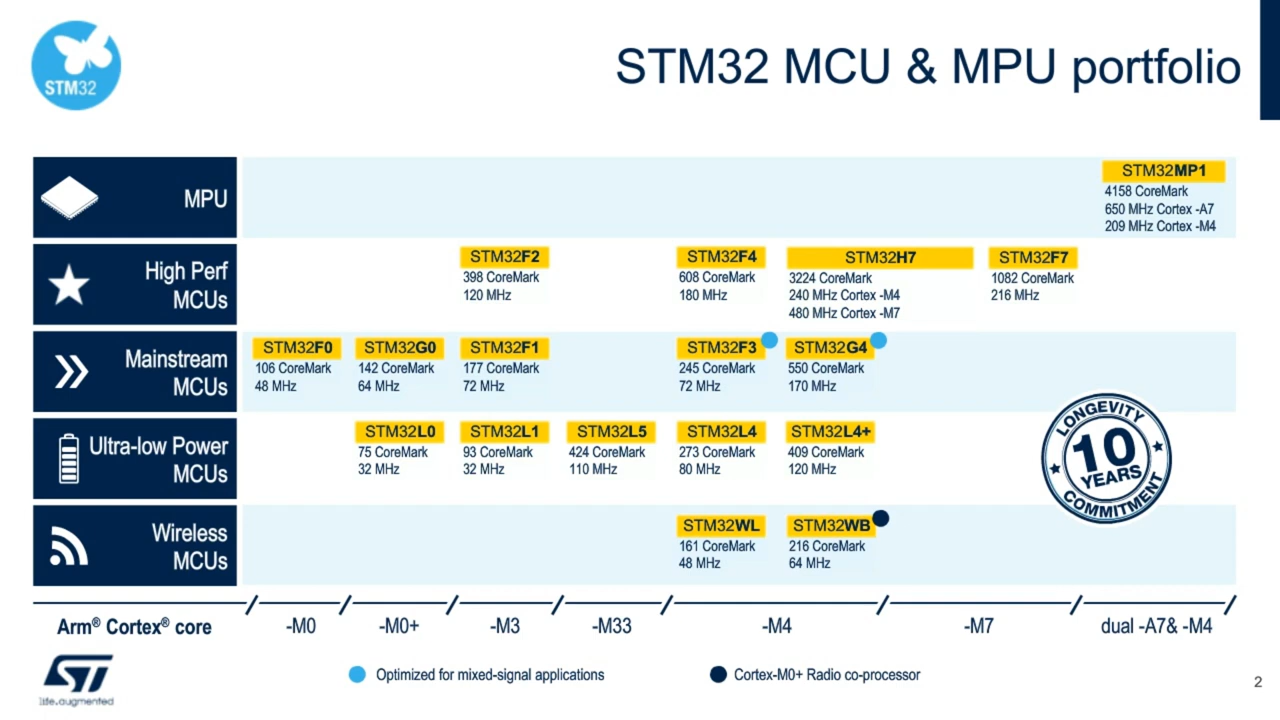 STM32
STM32 MCU & MPU portfolio
MPU
STM32MP1
4158 CoreMark
650 MHz Cortex -A7
209 MHz Cortex -M4
High Perf
MCUs
STM32F2
398 CoreMark
120 MHz
STM32F4
608 CoreMark
180 MHz
STM32H7
3224 CoreMark
240 MHz Cortex -M4
480 MHz Cortex -M7
STM32F7
1082 CoreMark
216 MHz
Mainstream
MCUs
STM32F0
106 CoreMark
48 MHz
STM32G0
142 CoreMark
64 MHz
STM32F1
177 CoreMark
72 MHz
STM32F3
245 CoreMark
72 MHz
STM32G4
550 CoreMark
170 MHz
Ultra-low Power
MCUs
STM32L0
75 CoreMark
32 MHz
STM32L1
93 CoreMark
32 MHz
STM32L5
424 CoreMark
110 MHz
STM32L4
273 CoreMark
80 MHz
STM32L4+
409 CoreMark
120 MHz
LONGEVITY
10
YEARS
COMMITMENT
Wireless
MCUs
STM32WL
161 CoreMark
48 MHz
STM32WB
216 CoreMark
64 MHz
Arm® Cortex® core
-M0
-M0+
-M3
-M33
-M4
-M7
dual -A7& -M4
ST
life.augmented
Optimized for mixed-signal applications
Cortex-M0+ Radio co-processor
2